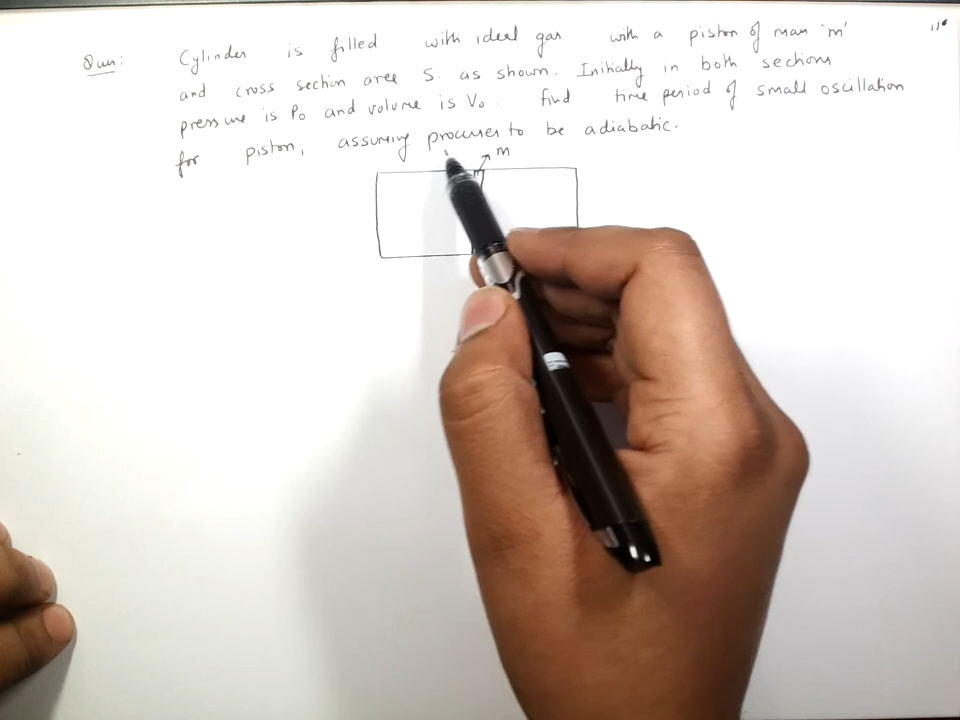 Qun: Cylinder is filled with ideal gas with a piston of mass 'm'
and cross section area S. as shown. Initially in both sections
pressure is P₀ and volume is V₀. find time period of small oscillation
for piston, assuming processes to be adiabatic.
m